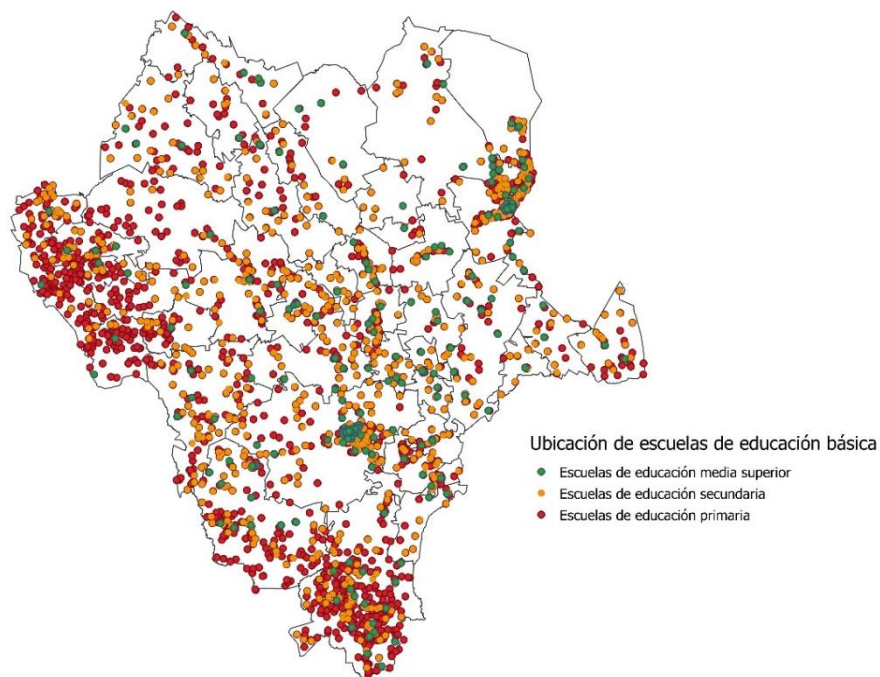 Ubicación de escuelas de educación básica
Escuelas de educación media superior
Escuelas de educación secundaria
Escuelas de educación primaria